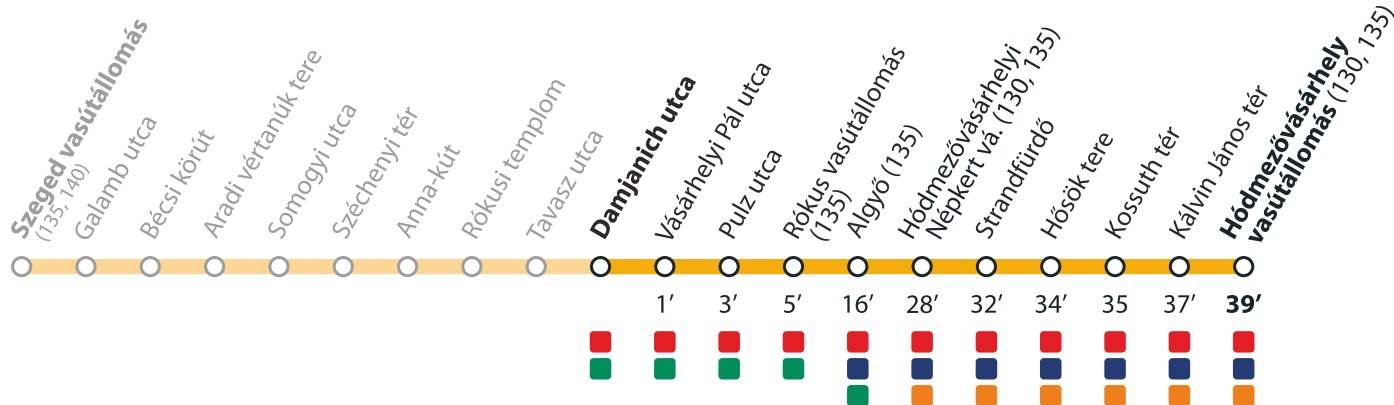 Szeged vasútállomás
(135, 140)
Galamb utca
Bécsi körút
Aradi vértanúk tere
Somogyi utca
Széchenyi tér
Anna-kút
Rókusi templom
Tavasz utca
Damjanich utca
Vásárhelyi Pál utca
Pulz utca
Rókus vasútállomás
(135)
Algyő (135)
Hódmezővásárhelyi
Népkert vá. (130, 135)
Strandfürdő
Hősök tere
Kossuth tér
Kálvin János tér
Hódmezővásárhely
vasútállomás (130, 135)
1’ 3’ 5’ 16’ 28’ 32’ 34’ 35 37’ 39’